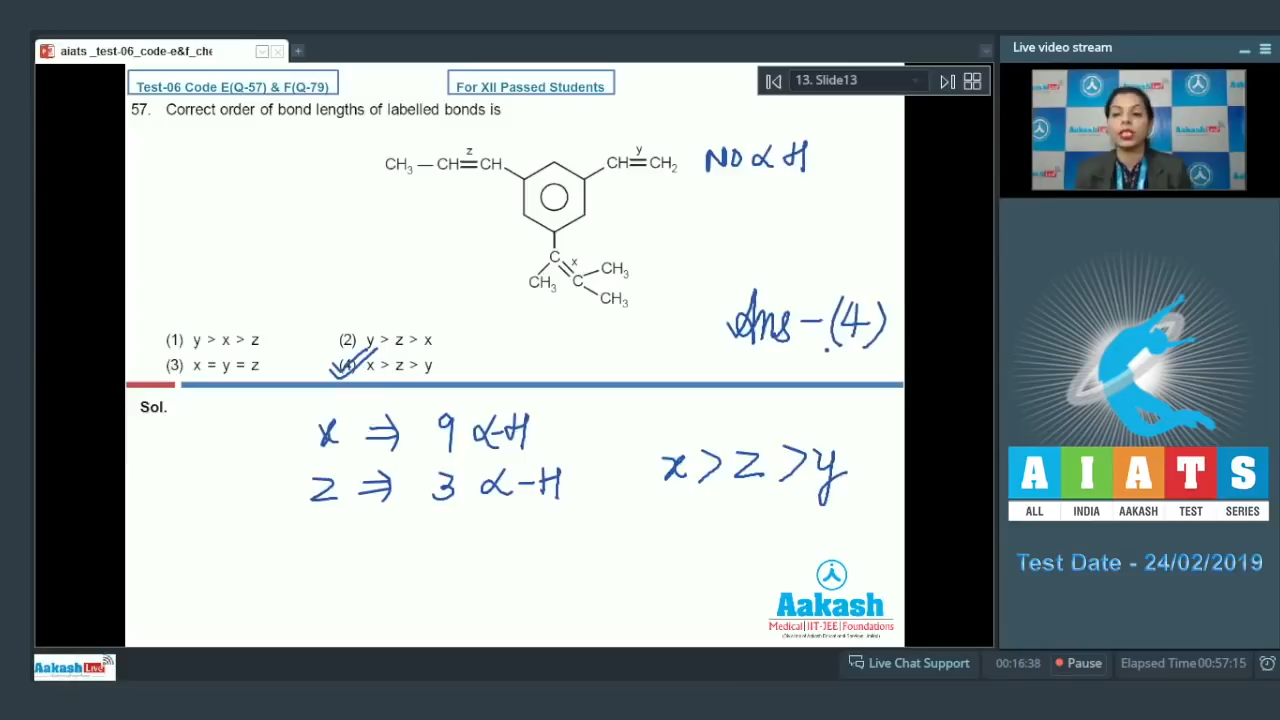 aiats _test-06_code-e&f_che
Live video stream
Test-06 Code E(Q-57) & F(Q-79)
For XII Passed Students
13. Slide13
57. Correct order of bond lengths of labelled bonds is
z
y
CH3 — CH=CH
CH=CH2
NO α H
C
x
CH3
CH3
C
CH3
Ans – (4)
(1) y > x > z
(2) y > z > x
(3) x = y = z
(4) x > z > y
Sol.
x ⇒ 9 α-H
z ⇒ 3 α-H
x > z > y
AIATS
ALL INDIA AAKASH TEST SERIES
Test Date - 24/02/2019
Aakash
Medical|IIT-JEE|Foundations
AakashLive
Live Chat Support
00:16:38
Pause
Elapsed Time 00:57:15